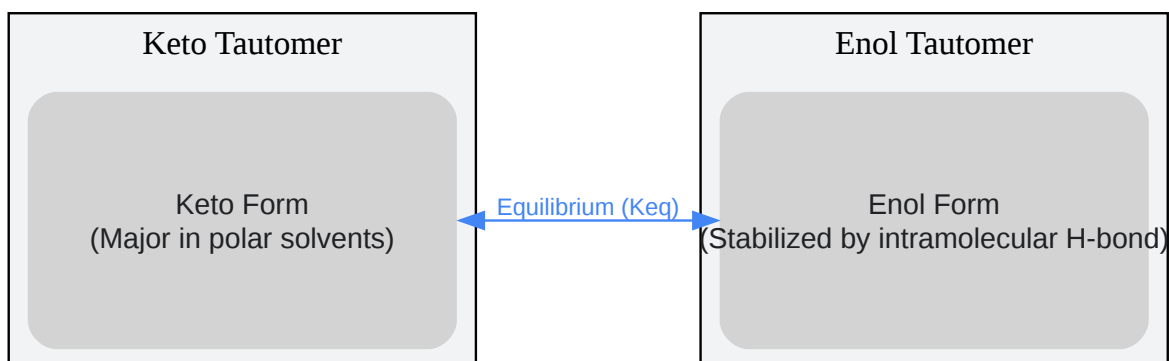 Keto Tautomer
Enol Tautomer
Keto Form
(Major in polar solvents)
Equilibrium (Keq)
Enol Form
(Stabilized by intramolecular H-bond)